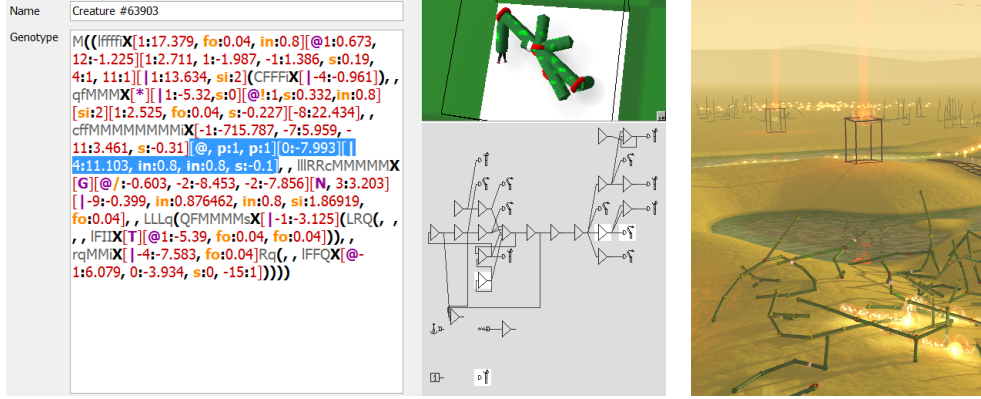 Name Creature #63903
Genotype M((lffffiX[1:17.379, fo:0.04, in:0.8][@1:0.673,
12:-1.225][1:2.711, 1:-1.987, -1:1.386, s:0.19,
4:1, 11:1][|1:13.634, si:2](CFFFiX[|-4:-0.961]), ,
qfMMMX[*][|1:-5.32,s:0][@!:1,s:0.332,in:0.8]
[si:2][1:2.525, fo:0.04, s:-0.227][-8:22.434], ,
cffMMMMMMMiX[-1:-715.787, -7:5.959, -
11:3.461, s:-0.31][@, p:1, p:1][0:-7.993][|
4:11.103, in:0.8, in:0.8, s:-0.1], , lllRRcMMMMMX
[G][@/:-0.603, -2:-8.453, -2:-7.856][N, 3:3.203]
[|-9:-0.399, in:0.876462, in:0.8, si:1.86919,
fo:0.04], , LLLq(QFMMMMsX[|-1:-3.125](LRQ(, ,
, , lFIIX[T][@1:-5.39, fo:0.04, fo:0.04])), ,
rqMMiX[|-4:-7.583, fo:0.04]Rq(, , lFFQX[@-
1:6.079, 0:-3.934, s:0, -15:1]))))
1